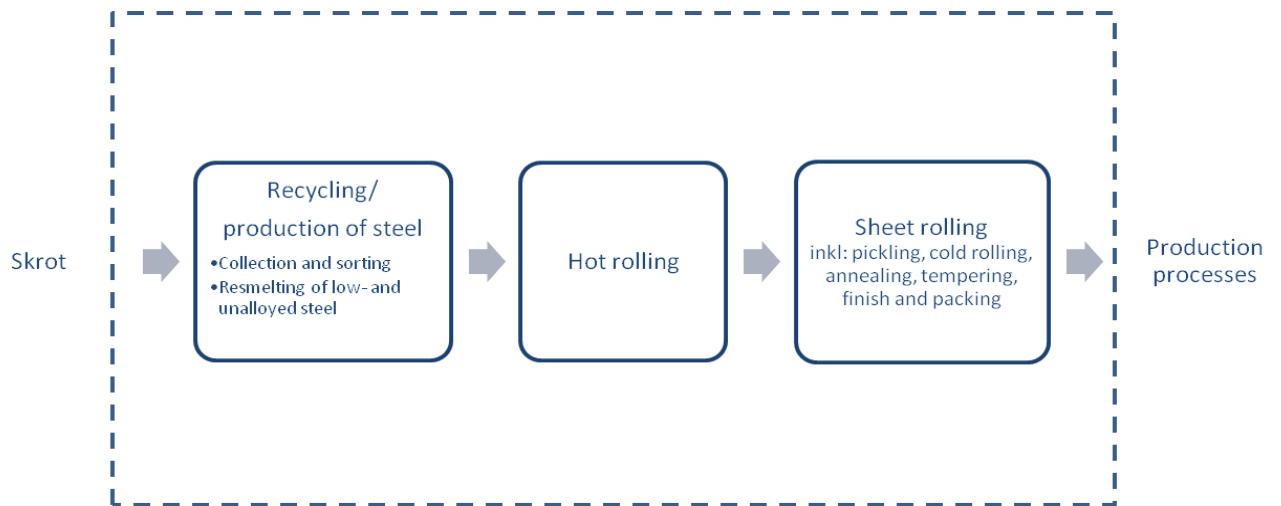 Skrot
Recycling/
production of steel
•Collection and sorting
•Resmelting of low- and
unalloyed steel
Hot rolling
Sheet rolling
inkl: pickling, cold rolling,
annealing, tempering,
finish and packing
Production
processes